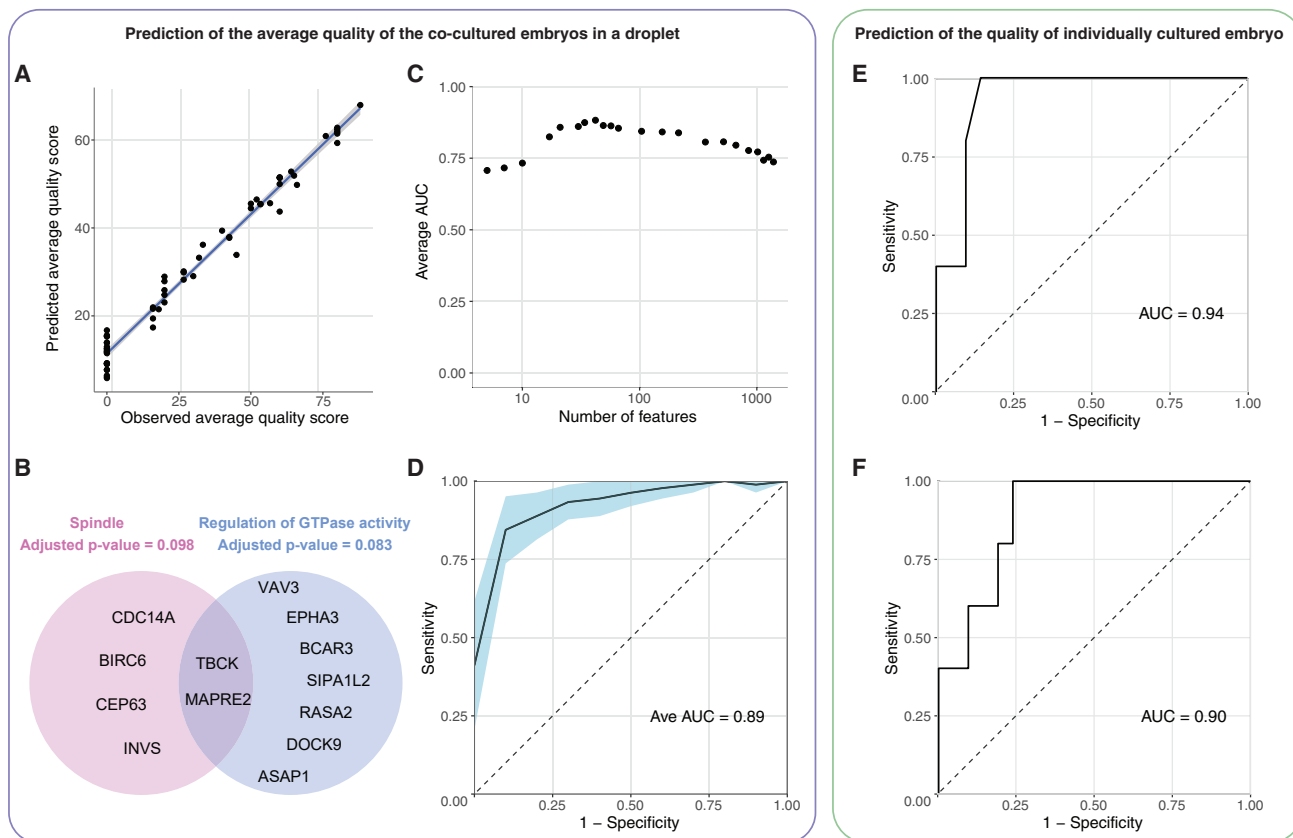 Prediction of the average quality of the co-cultured embryos in a droplet
A
Predicted average quality score
60
40
20
0
25
50
75
Observed average quality score
B
Spindle
Adjusted p-value = 0.098
Regulation of GTPase activity
Adjusted p-value = 0.083
CDC14A
BIRC6
CEP63
INVS
TBCK
MAPRE2
VAV3
EPHA3
BCAR3
SIPA1L2
RASA2
DOCK9
ASAP1
C
Average AUC
1.00
0.75
0.50
0.25
0.00
10
100
1000
Number of features
D
Sensitivity
1.00
0.75
0.50
0.25
0.00
Ave AUC = 0.89
0.25
0.50
0.75
1.00
1 − Specificity
Prediction of the quality of individually cultured embryo
E
Sensitivity
1.00
0.75
0.50
0.25
0.00
AUC = 0.94
0.25
0.50
0.75
1.00
1 − Specificity
F
Sensitivity
1.00
0.75
0.50
0.25
0.00
AUC = 0.90
0.25
0.50
0.75
1.00
1 − Specificity